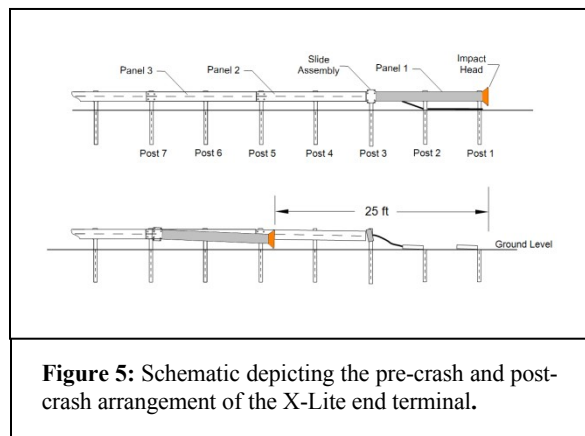 Slide
Assembly
Impact
Head
Panel 3
Panel 2
Panel 1
Post 7
Post 6
Post 5
Post 4
Post 3
Post 2
Post 1
25 ft
Ground Level
Figure 5: Schematic depicting the pre-crash and post-
crash arrangement of the X-Lite end terminal.